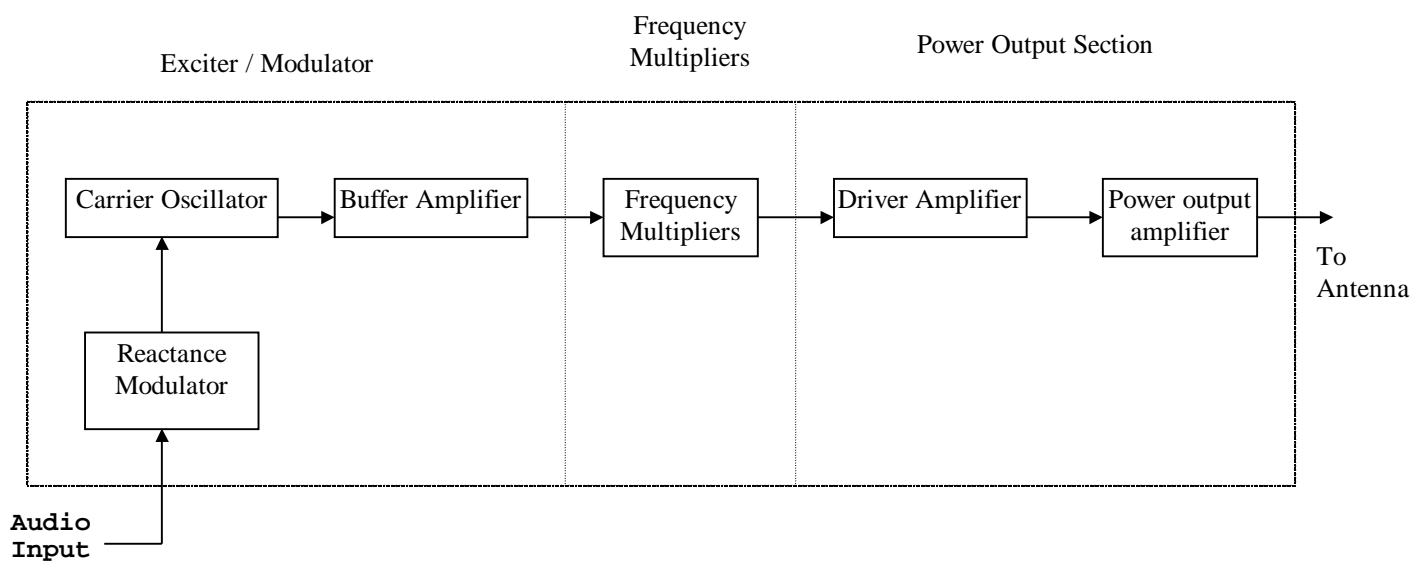 Exciter / Modulator
Frequency
Multipliers
Power Output Section
Carrier Oscillator
Buffer Amplifier
Frequency
Multipliers
Driver Amplifier
Power output
amplifier
To
Antenna
Reactance
Modulator
Audio
Input